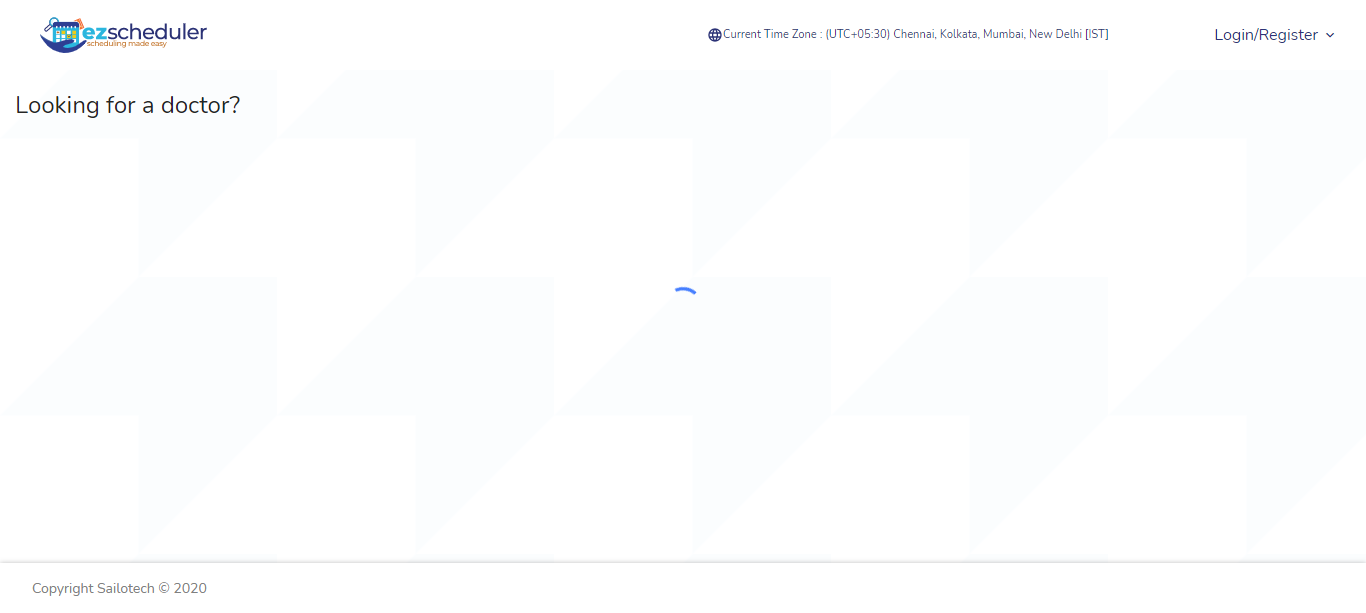 ezscheduler
scheduling made easy
Current Time Zone : (UTC+05:30) Chennai, Kolkata, Mumbai, New Delhi [IST]
Login/Register
Looking for a doctor?
Copyright Sailotech © 2020